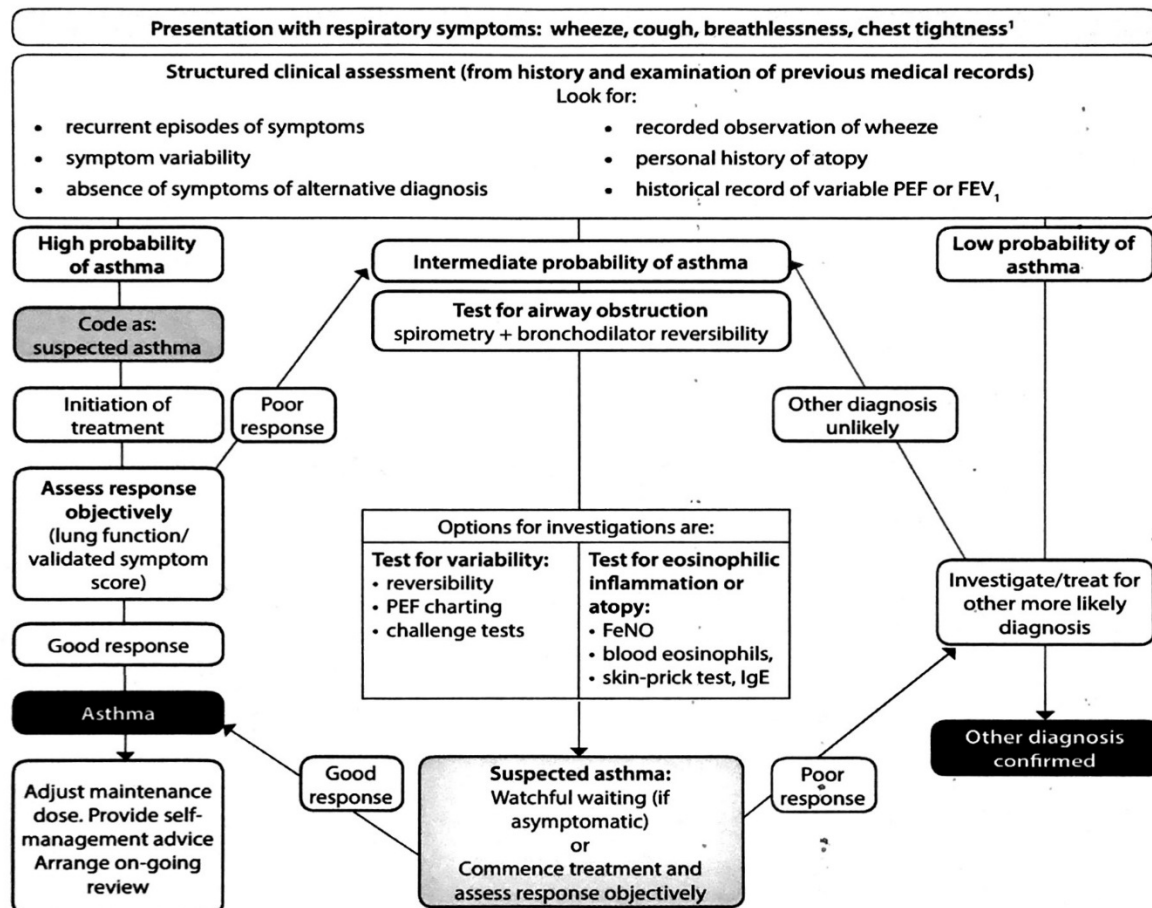 Presentation with respiratory symptoms: wheeze, cough, breathlessness, chest tightness¹
Structured clinical assessment (from history and examination of previous medical records)
Look for:
• recurrent episodes of symptoms
• symptom variability
• absence of symptoms of alternative diagnosis
• recorded observation of wheeze
• personal history of atopy
• historical record of variable PEF or FEV₁
High probability
of asthma
Code as:
suspected asthma
Initiation of
treatment
Assess response
objectively
(lung function/
validated symptom
score)
Good response
Asthma
Adjust maintenance
dose. Provide self-
management advice
Arrange on-going
review
Poor
response
Intermediate probability of asthma
Test for airway obstruction
spirometry + bronchodilator reversibility
Options for investigations are:
Test for variability:
• reversibility
• PEF charting
• challenge tests
Test for eosinophilic
inflammation or
atopy:
• FeNO
• blood eosinophils,
• skin-prick test, IgE
Good
response
Suspected asthma:
Watchful waiting (if
asymptomatic)
or
Commence treatment and
assess response objectively
Poor
response
Low probability of
asthma
Other diagnosis
unlikely
Investigate/treat for
other more likely
diagnosis
Other diagnosis
confirmed